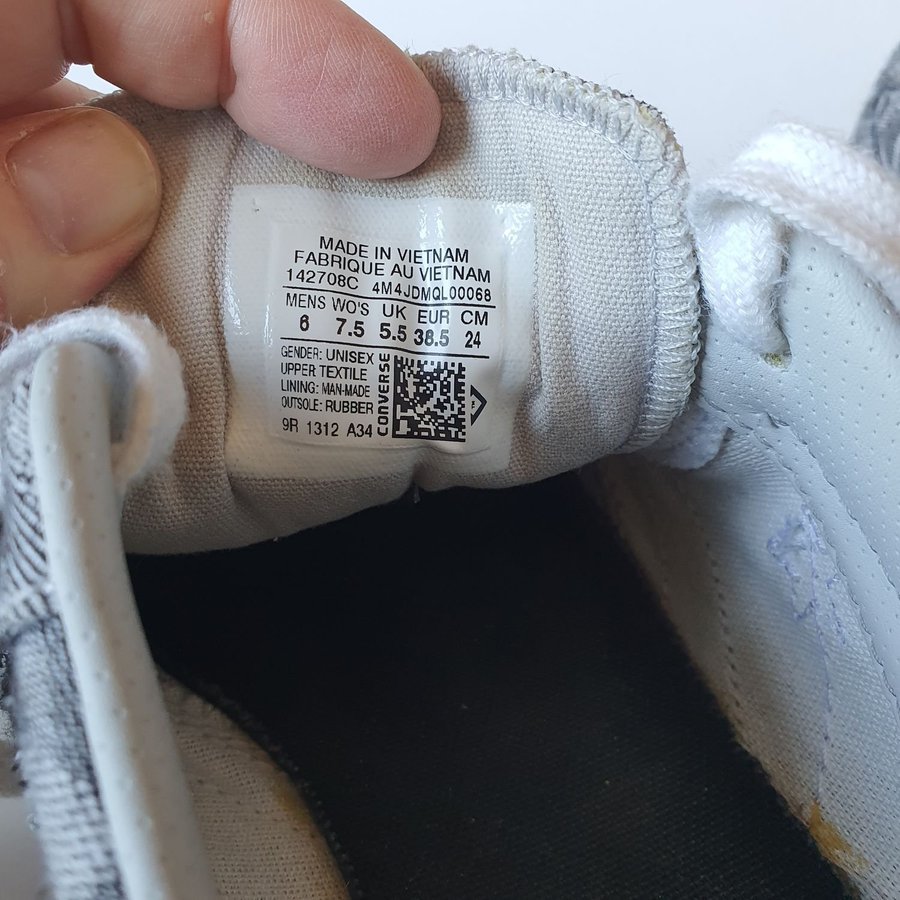 MADE IN VIETNAM
FABRIQUE AU VIETNAM
142708C 4M4JDMQL00068
MENS WO'S UK EUR CM
6 7.5 5.5 38.5 24
GENDER: UNISEX
UPPER TEXTILE
LINING: MAN-MADE
OUTSOLE: RUBBER
9R 1312 A34
CONVERSE